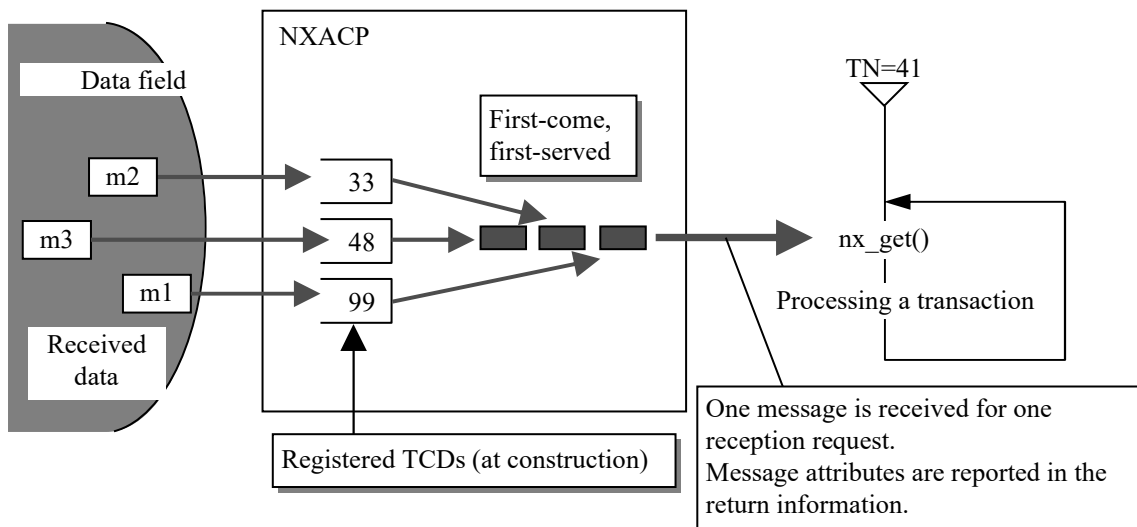 NXACP
Data field
TN=41
First-come,
first-served
m2
33
m3
48
nx_get()
m1
99
Processing a transaction
Received
data
One message is received for one
reception request.
Message attributes are reported in the
return information.
Registered TCDs (at construction)